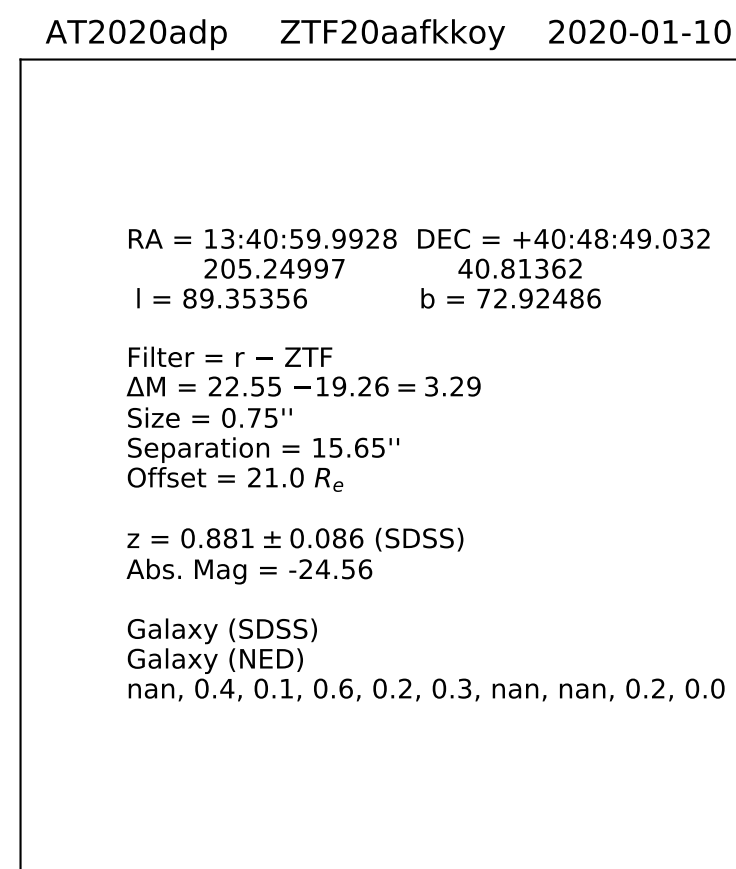 AT2020adp ZTF20aafkkoy 2020-01-10
RA = 13:40:59.9928 DEC = +40:48:49.032
205.24997 40.81362
l = 89.35356 b = 72.92486
Filter = r − ZTF
ΔM = 22.55 −19.26 = 3.29
Size = 0.75''
Separation = 15.65''
Offset = 21.0 Rₑ
z = 0.881 ± 0.086 (SDSS)
Abs. Mag = -24.56
Galaxy (SDSS)
Galaxy (NED)
nan, 0.4, 0.1, 0.6, 0.2, 0.3, nan, nan, 0.2, 0.0